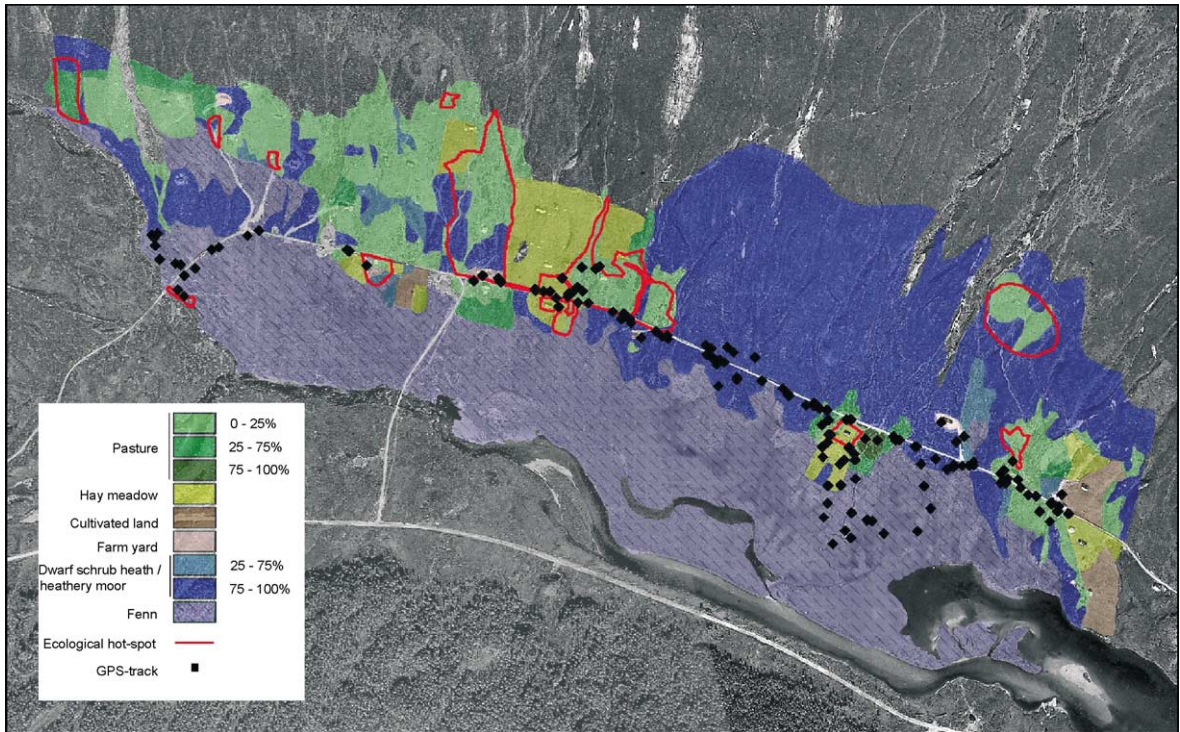 0 - 25%
Pasture
25 - 75%
75 - 100%
Hay meadow
Cultivated land
Farm yard
Dwarf schrub heath /
heathery moor
25 - 75%
75 - 100%
Fenn
Ecological hot-spot
GPS-track